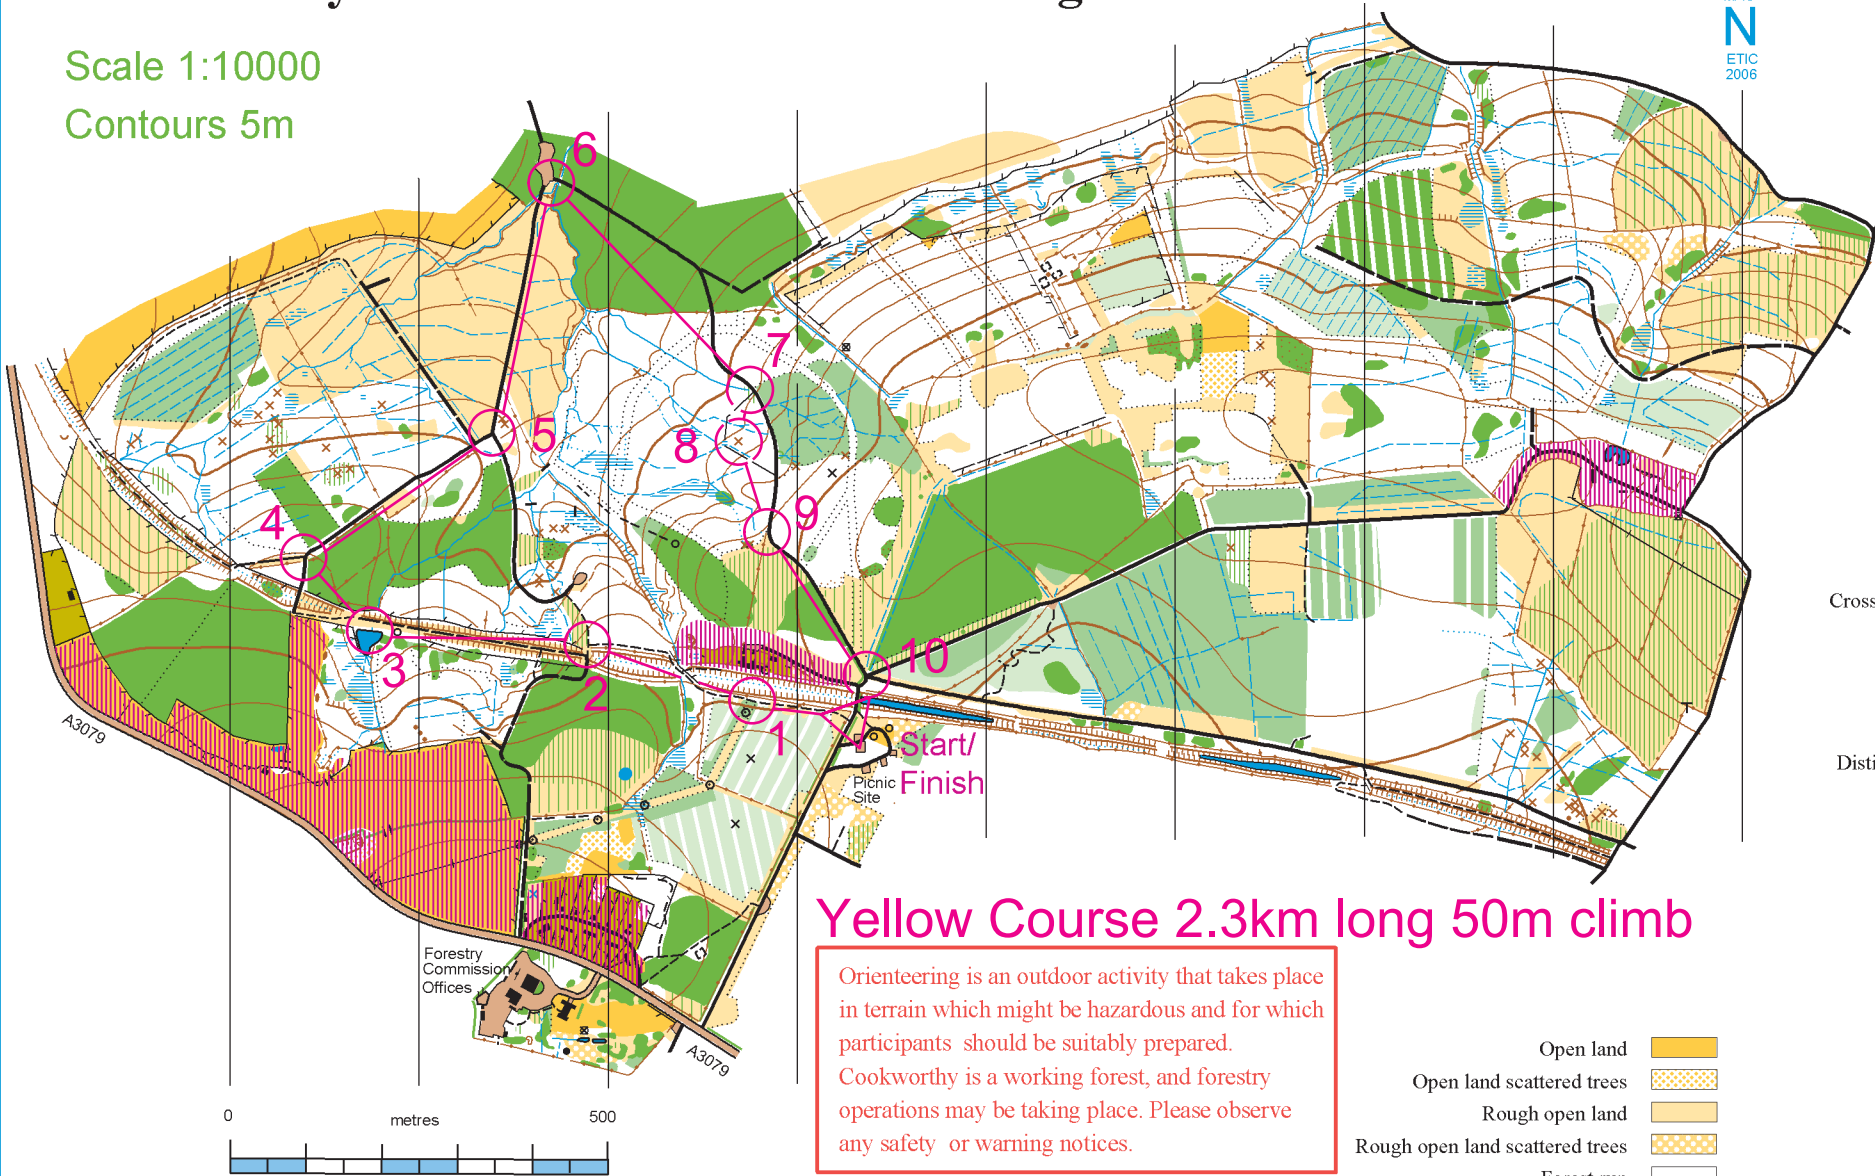 N
ETIC
2006
Scale 1:10000
Contours 5m
6
7
5
8
4
9
3
2
10
1
Start/
Finish
Picnic
Site
A3079
Cross
Disti
Forestry
Commission
Offices
A3079
Yellow Course 2.3km long 50m climb
Orienteering is an outdoor activity that takes place
in terrain which might be hazardous and for which
participants should be suitably prepared.
Cookworthy is a working forest, and forestry
operations may be taking place. Please observe
any safety or warning notices.
Open land
Open land scattered trees
Rough open land
Rough open land scattered trees
0 metres 500